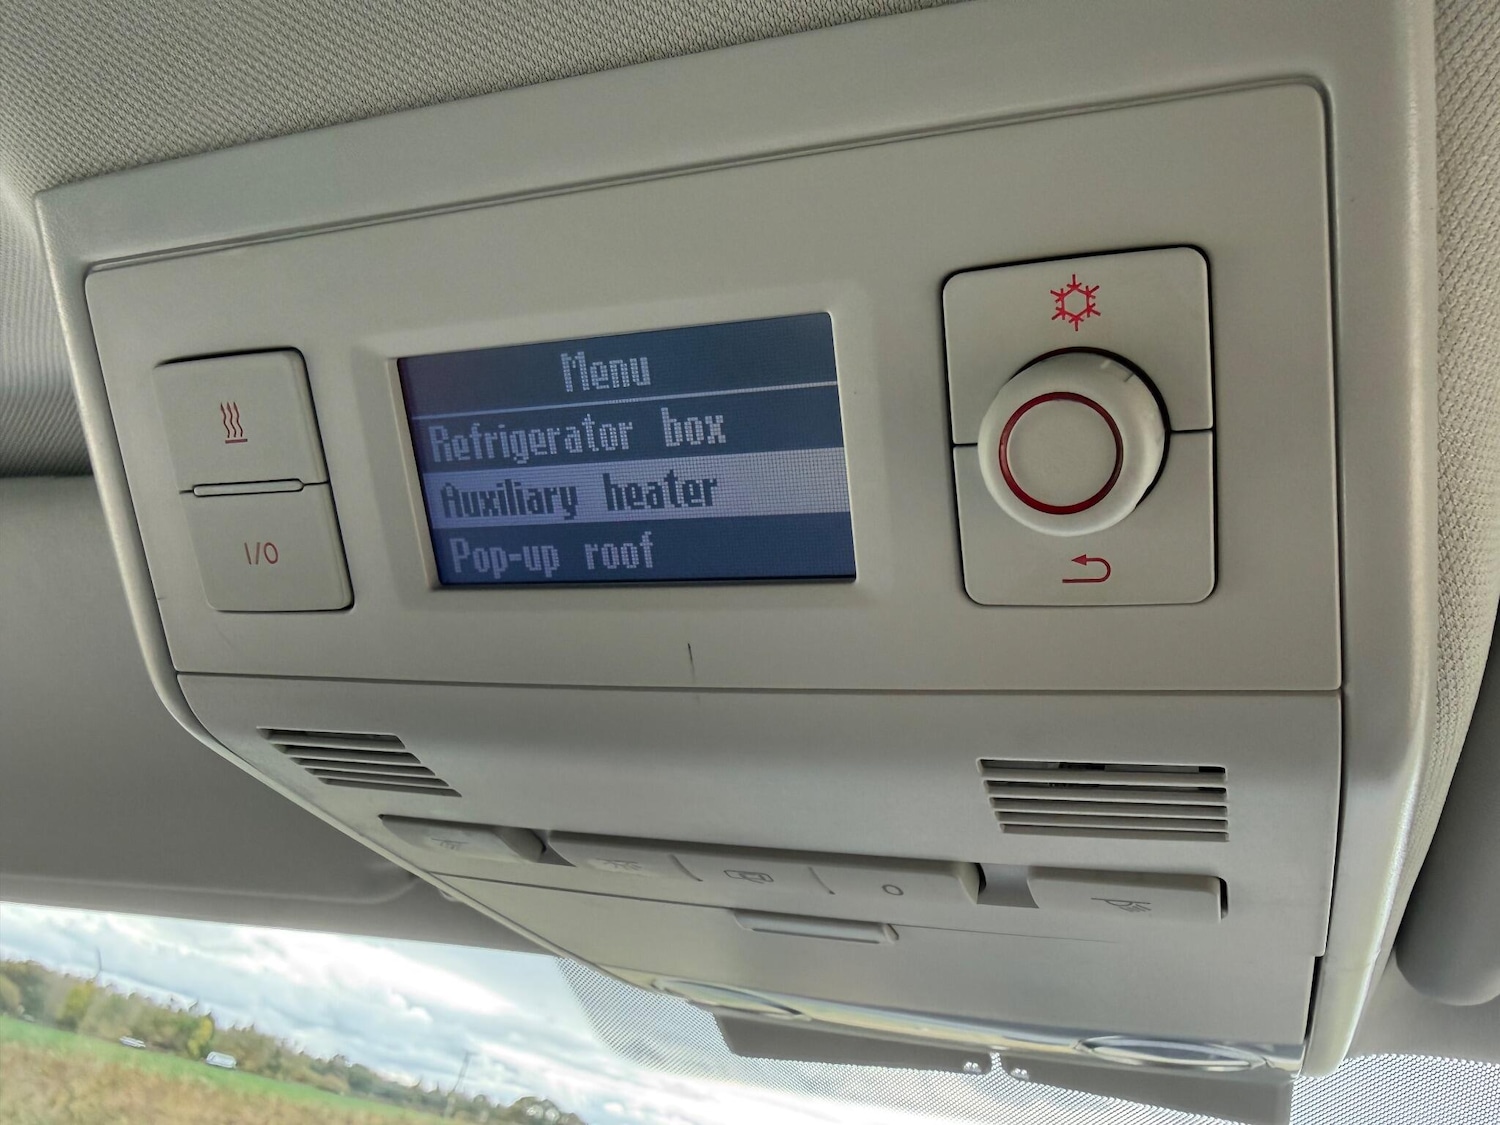 Menu
Refrigerator box
Auxiliary heater
Pop-up roof
I/O